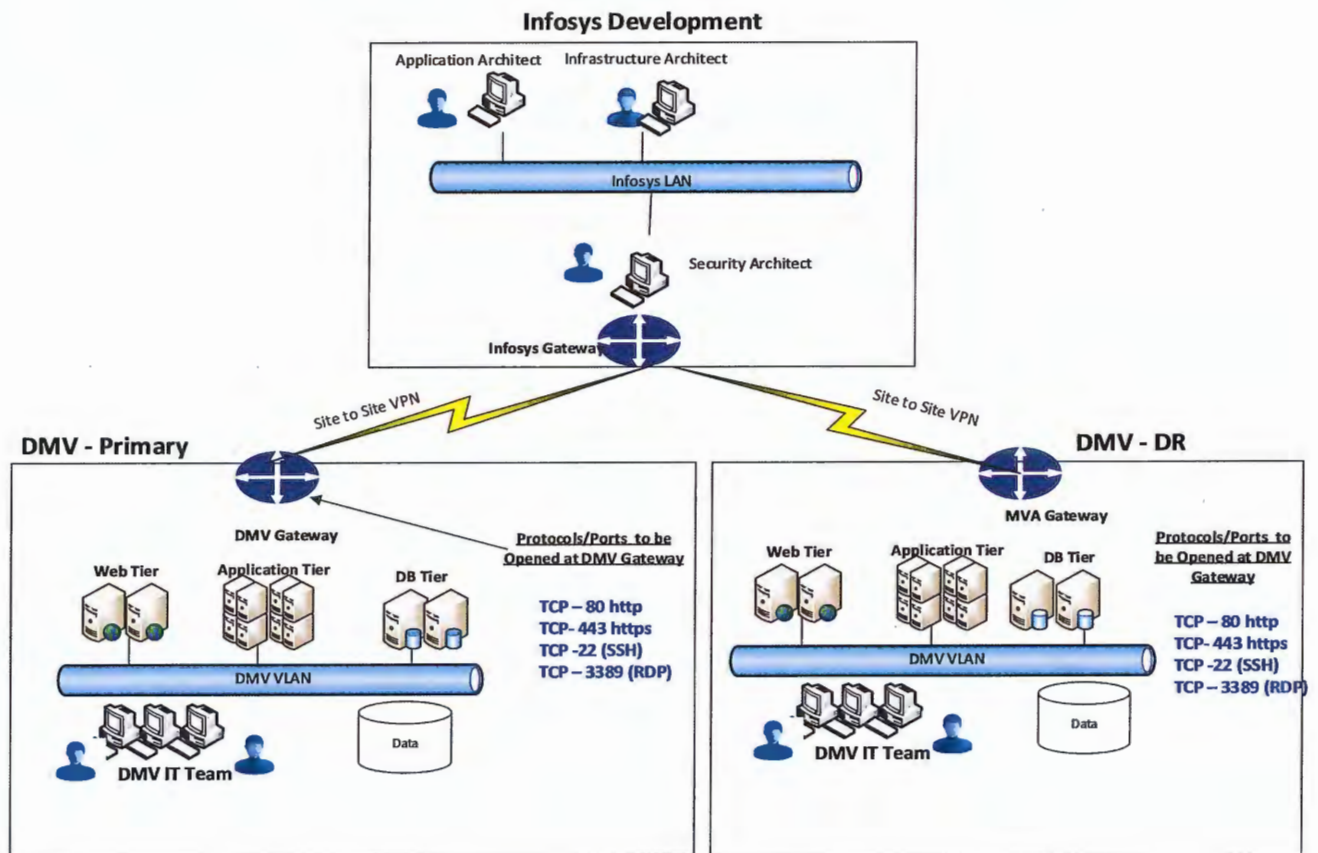 Infosys Development
Application Architect
Infrastructure Architect
Infosys LAN
Security Architect
Infosys Gateway
Site to Site VPN
Site to Site VPN
DMV - Primary
DMV Gateway
Protocols/Ports to be
Opened at DMV Gateway
Web Tier
Application Tier
DB Tier
TCP – 80 http
TCP- 443 https
TCP -22 (SSH)
TCP – 3389 (RDP)
DMV VLAN
DMV IT Team
Data
DMV - DR
MVA Gateway
Protocols/Ports to
be Opened at DMV
Gateway
Web Tier
Application Tier
DB Tier
TCP – 80 http
TCP- 443 https
TCP -22 (SSH)
TCP – 3389 (RDP)
DMV VLAN
DMV IT Team
Data